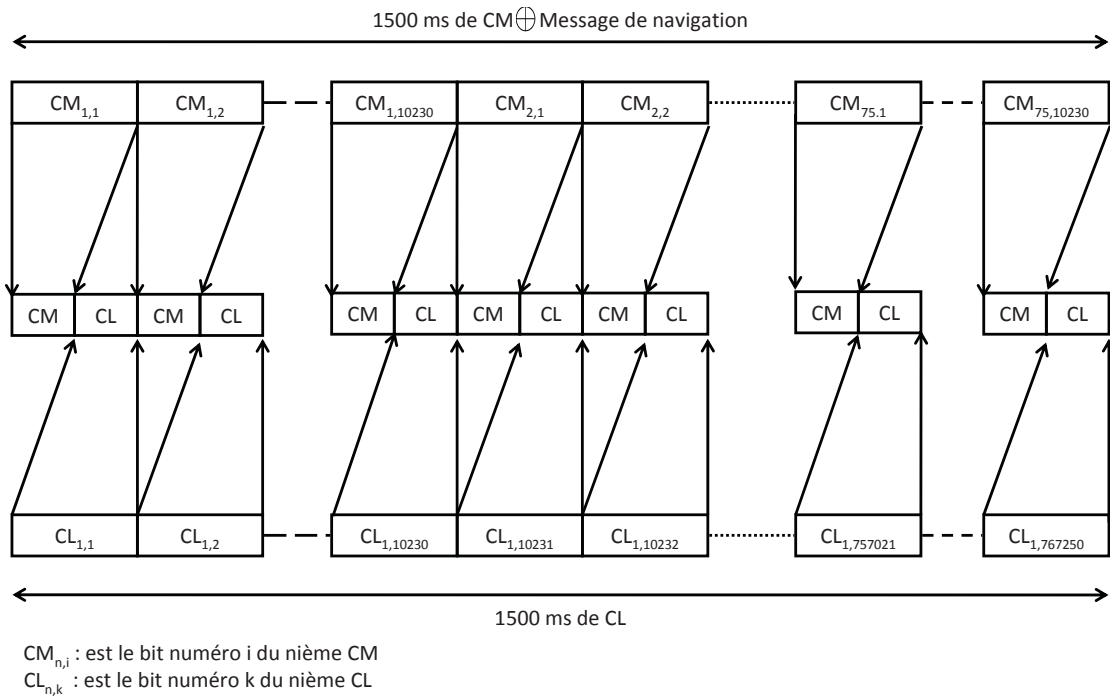 1500 ms de CM⊕Message de navigation
CM1,1 CM1,2 CM1,10230 CM2,1 CM2,2 CM75.1 CM75,10230
CM CL CM CL CM CL CM CL CM CL CM CL CM CL
CL1,1 CL1,2 CL1,10230 CL1,10231 CL1,10232 CL1,757021 CL1,767250
1500 ms de CL
CMn,i : est le bit numéro i du nième CM
CLn,k : est le bit numéro k du nième CL